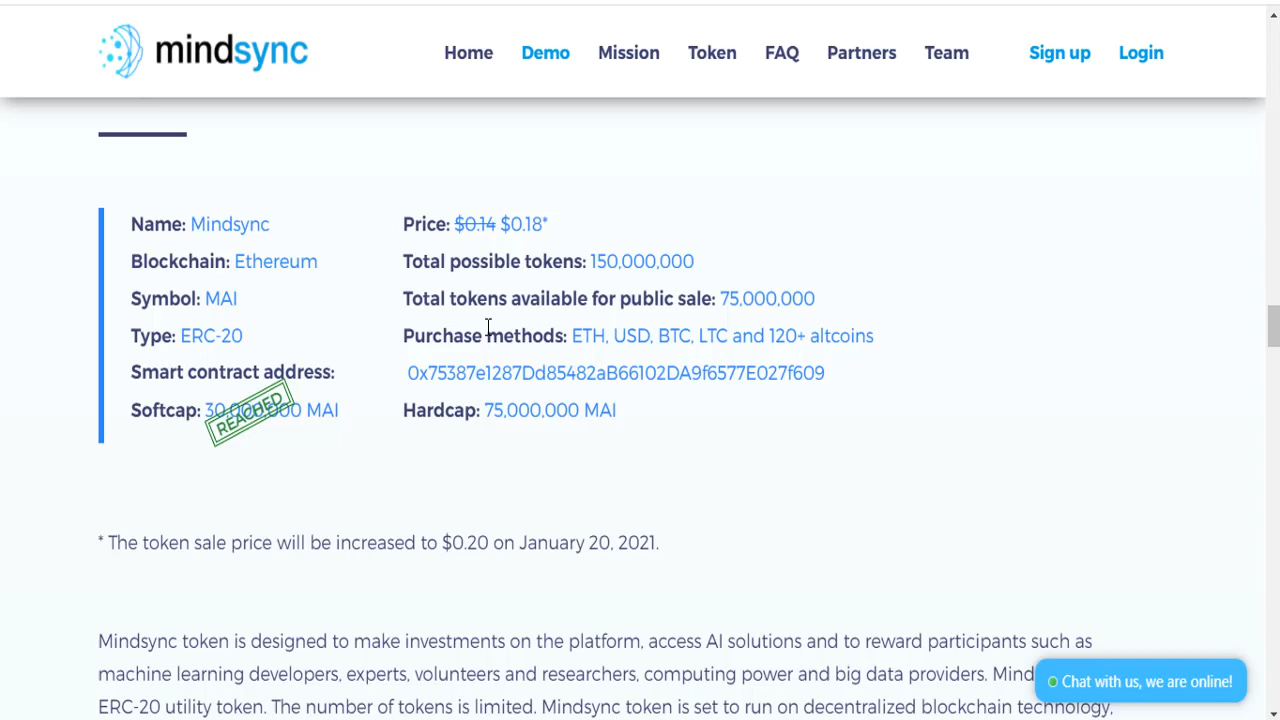 mindsync
Home Demo Mission Token FAQ Partners Team Sign up Login
Name: Mindsync Price: $0.14 $0.18*
Blockchain: Ethereum Total possible tokens: 150,000,000
Symbol: MAI Total tokens available for public sale: 75,000,000
Type: ERC-20 Purchase methods: ETH, USD, BTC, LTC and 120+ altcoins
Smart contract address: 0x75387e1287Dd85482aB66102DA9f6577E027f609
Softcap: 30,000,000 MAI Hardcap: 75,000,000 MAI
REACHED
* The token sale price will be increased to $0.20 on January 20, 2021.
Mindsync token is designed to make investments on the platform, access AI solutions and to reward participants such as
machine learning developers, experts, volunteers and researchers, computing power and big data providers. Mind
ERC-20 utility token. The number of tokens is limited. Mindsync token is set to run on decentralized blockchain technology,
Chat with us, we are online!